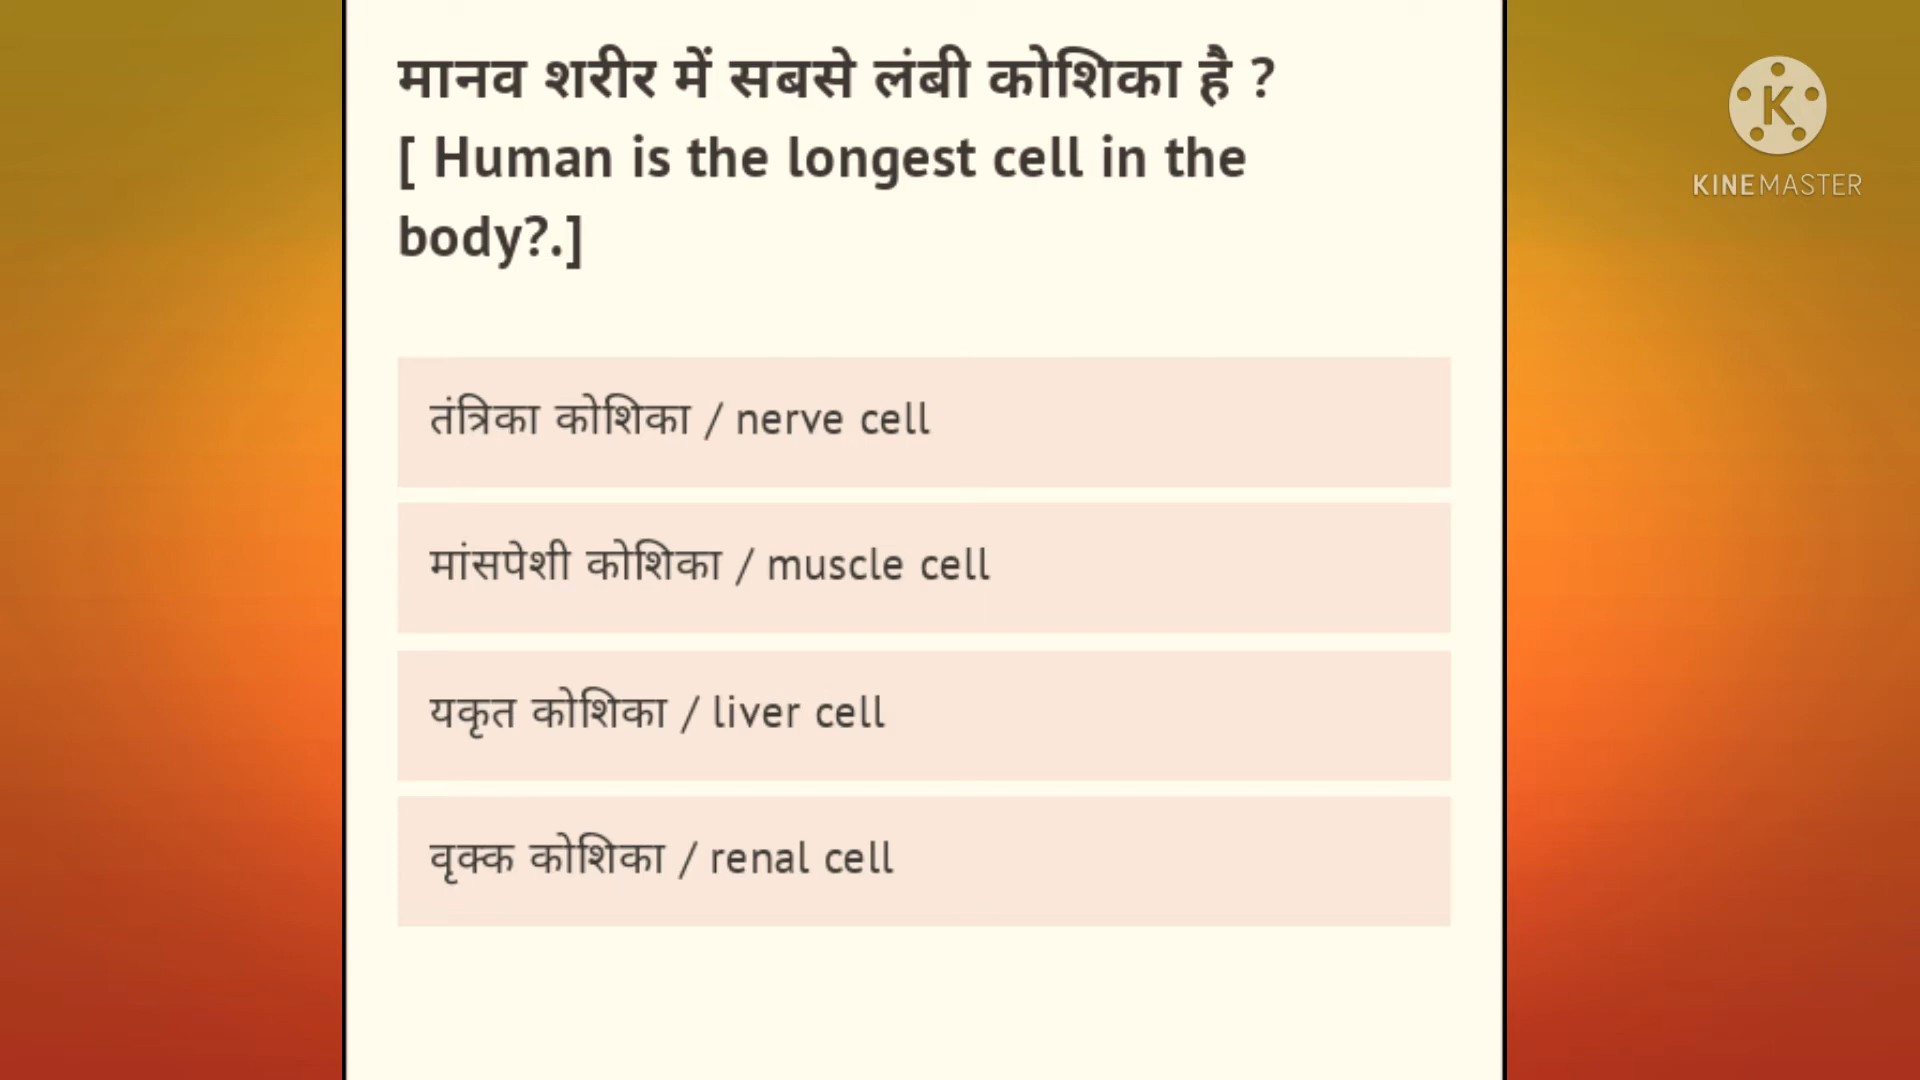 मानव शरीर में सबसे लंबी कोशिका है ?
[ Human is the longest cell in the
body?.]
तंत्रिका कोशिका / nerve cell
मांसपेशी कोशिका / muscle cell
यकृत कोशिका / liver cell
वृक्क कोशिका / renal cell
K
KINEMASTER